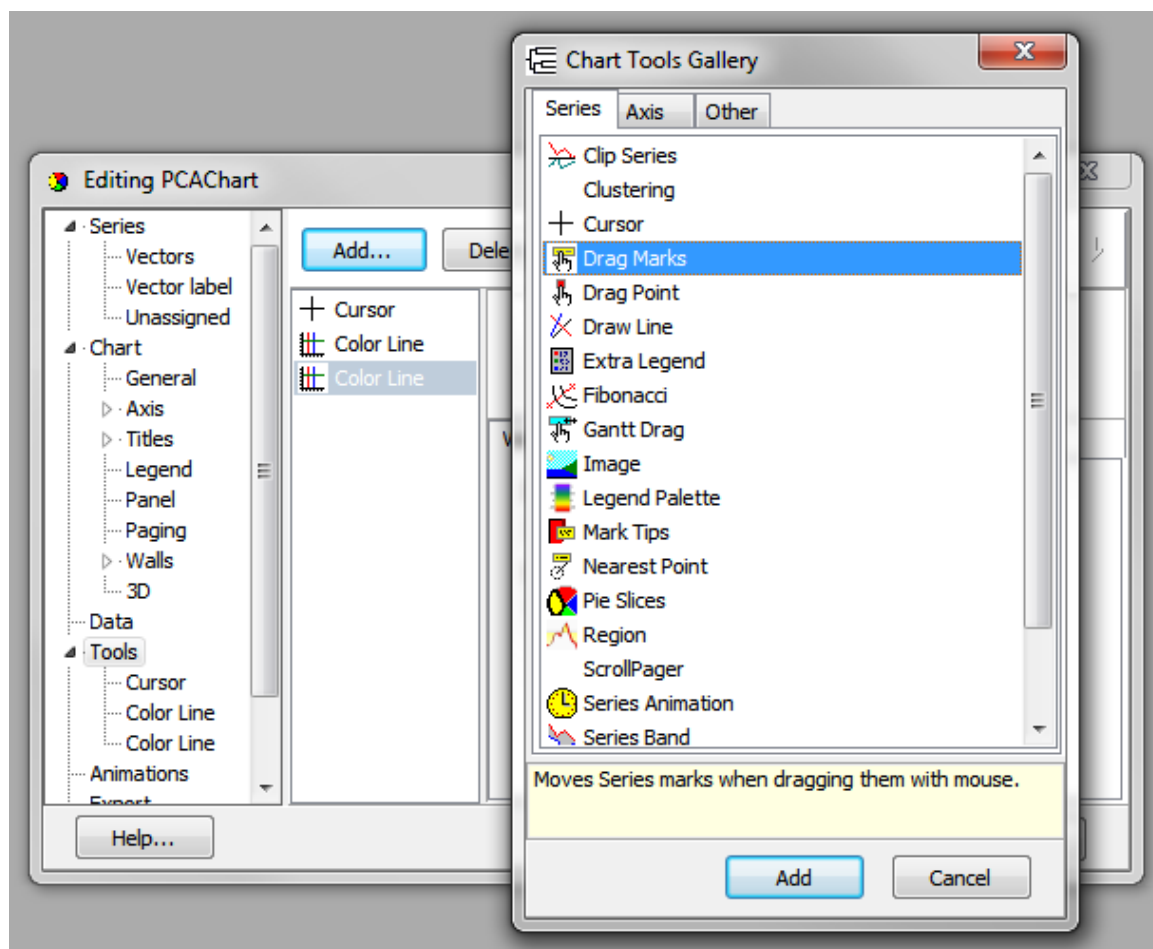 Chart Tools Gallery
Series Axis Other
Clip Series
Clustering
Cursor
Drag Marks
Drag Point
Draw Line
Extra Legend
Fibonacci
Gantt Drag
Image
Legend Palette
Mark Tips
Nearest Point
Pie Slices
Region
ScrollPager
Series Animation
Series Band
Moves Series marks when dragging them with mouse.
Add Cancel
Editing PCAChart
Series
Vectors
Vector label
Unassigned
Chart
General
Axis
Titles
Legend
Panel
Paging
Walls
3D
Data
Tools
Cursor
Color Line
Color Line
Animations
Export
Add... Dele
Cursor
Color Line
Color Line
Help...